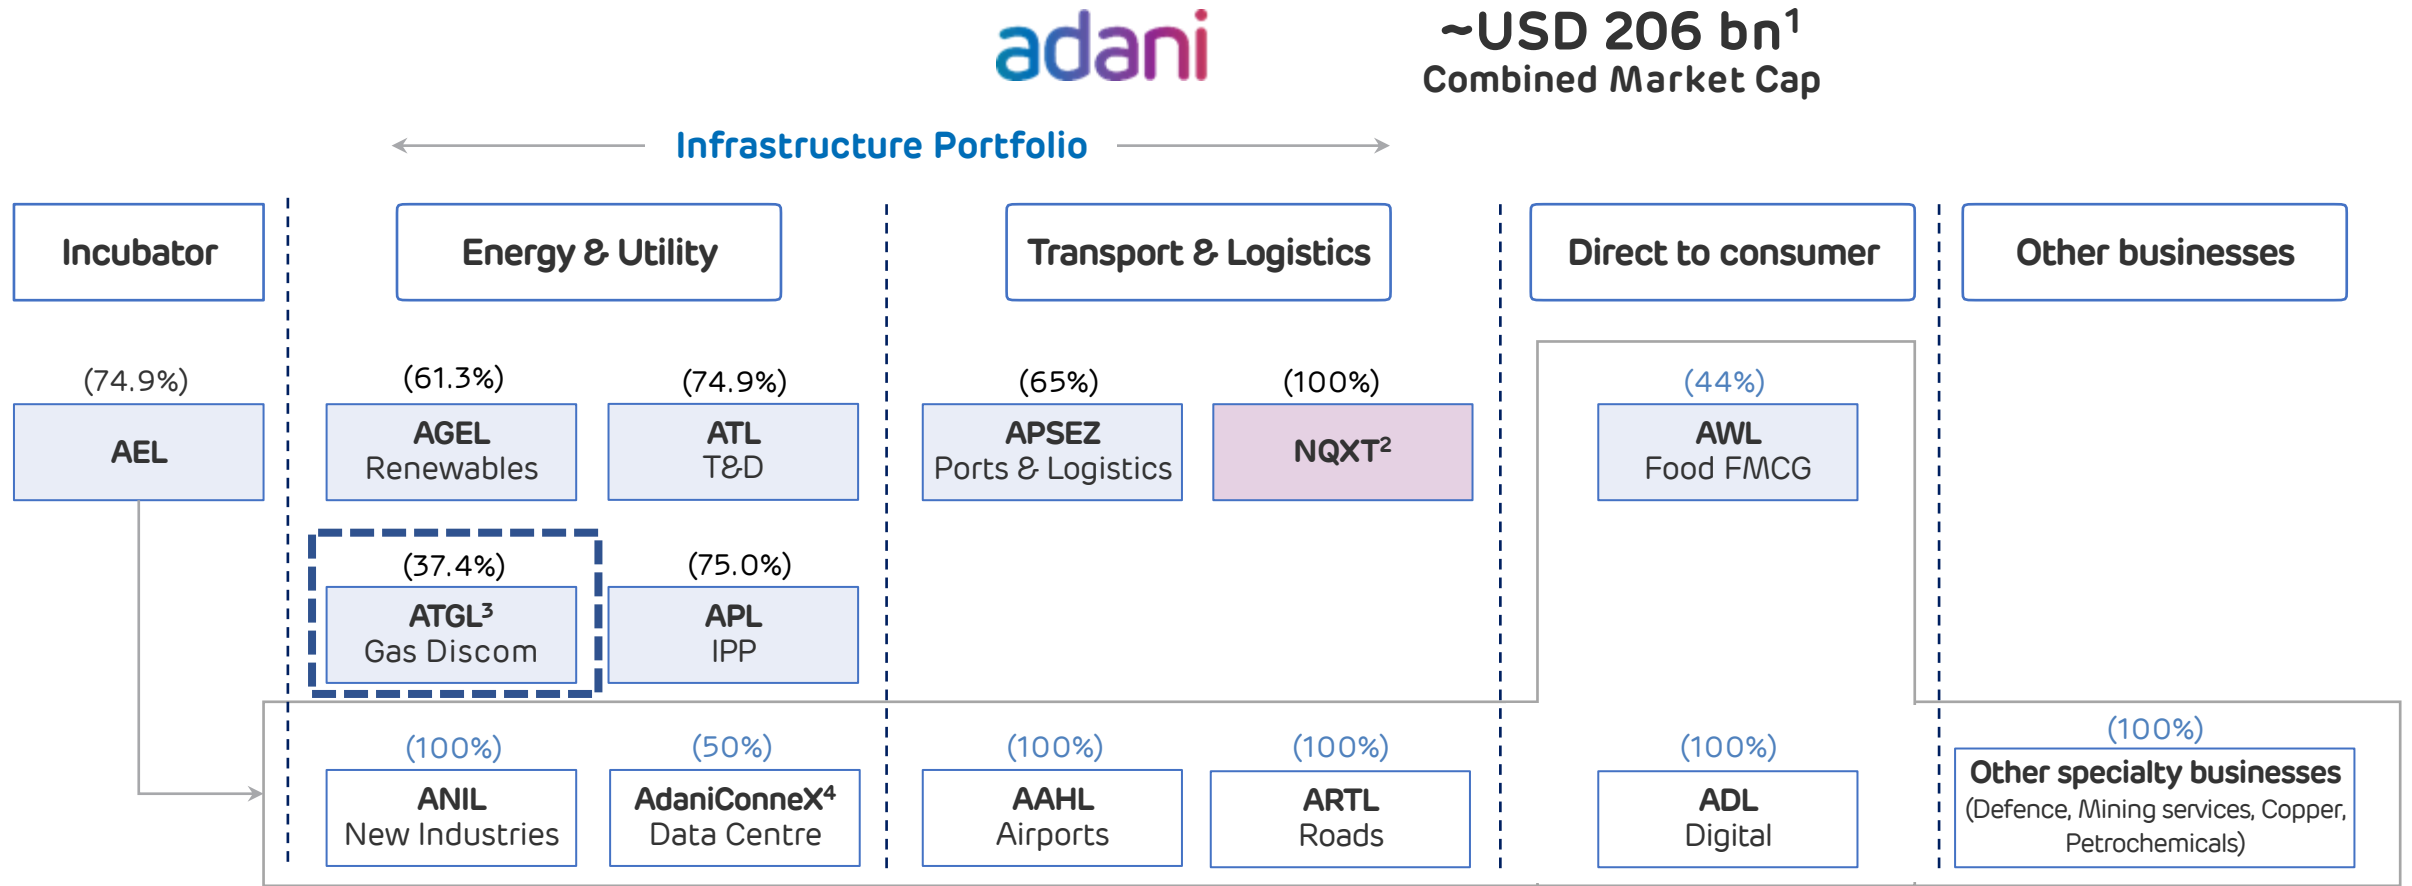 adani
~USD 206 bn¹
Combined Market Cap
Infrastructure Portfolio
Incubator
Energy & Utility
Transport & Logistics
Direct to consumer
Other businesses
(74.9%)
AEL
(61.3%)
AGEL
Renewables
(74.9%)
ATL
T&D
(65%)
APSEZ
Ports & Logistics
(100%)
NQXT²
(44%)
AWL
Food FMCG
(37.4%)
ATGL³
Gas Discom
(75.0%)
APL
IPP
(100%)
ANIL
New Industries
(50%)
AdaniConneX⁴
Data Centre
(100%)
AAHL
Airports
(100%)
ARTL
Roads
(100%)
ADL
Digital
(100%)
Other specialty businesses
(Defence, Mining services, Copper,
Petrochemicals)